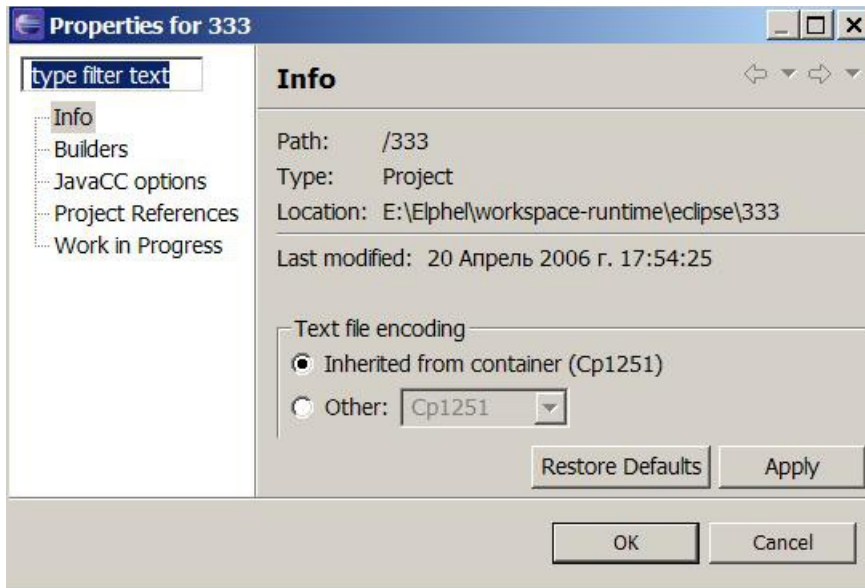 Properties for 333
type filter text
Info
Builders
JavaCC options
Project References
Work in Progress
Info
Path: /333
Type: Project
Location: E:\Elphel\workspace-runtime\eclipse\333
Last modified: 20 Апрель 2006 г. 17:54:25
Text file encoding
Inherited from container (Cp1251)
Other: Cp1251
Restore Defaults Apply
OK Cancel